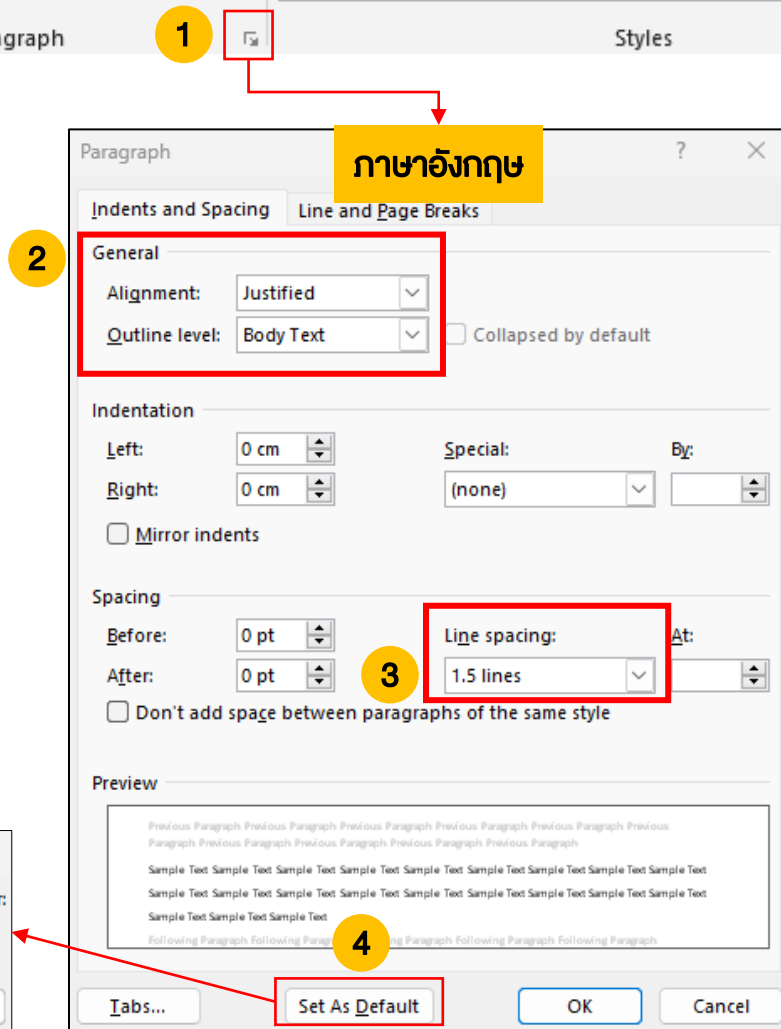 agraph 1 Styles
Paragraph ภาษาอังกฤษ ?
Indents and Spacing Line and Page Breaks
2 General
Alignment: Justified
Outline level: Body Text Collapsed by default
Indentation
Left: 0 cm Special: By:
Right: 0 cm (none)
Mirror indents
Spacing
Before: 0 pt Line spacing: At:
After: 0 pt 3 1.5 lines
Don't add space between paragraphs of the same style
Preview
Previous Paragraph Previous Paragraph Previous Paragraph Previous Paragraph Previous Paragraph Previous
Paragraph Previous Paragraph Previous Paragraph Previous Paragraph Previous Paragraph
Sample Text Sample Text Sample Text Sample Text Sample Text Sample Text Sample Text Sample Text Sample Text
Sample Text Sample Text Sample Text Sample Text Sample Text Sample Text Sample Text Sample Text Sample Text
Sample Text Sample Text Sample Text
Following Paragraph Following Parag 4 ng Paragraph Following Paragraph Following Paragraph
Tabs... Set As Default OK Cancel